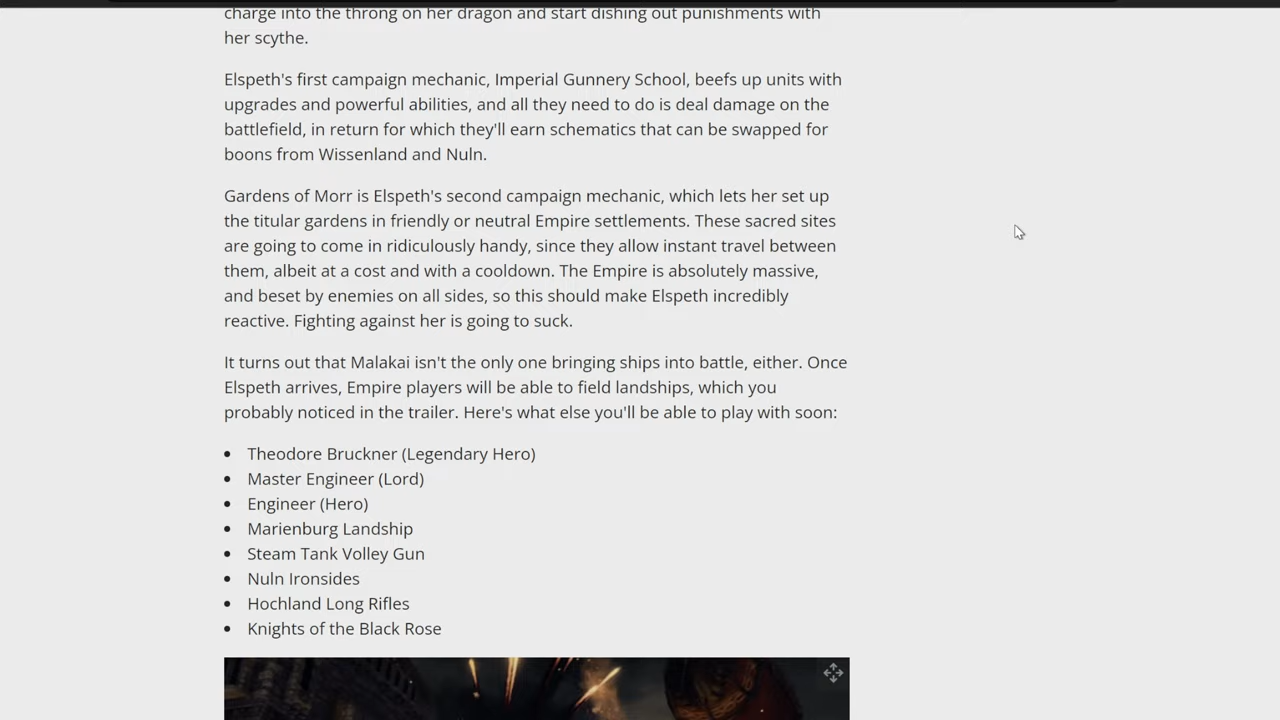 charge into the throng on her dragon and start dishing out punishments with
her scythe.
Elspeth's first campaign mechanic, Imperial Gunnery School, beefs up units with
upgrades and powerful abilities, and all they need to do is deal damage on the
battlefield, in return for which they'll earn schematics that can be swapped for
boons from Wissenland and Nuln.
Gardens of Morr is Elspeth's second campaign mechanic, which lets her set up
the titular gardens in friendly or neutral Empire settlements. These sacred sites
are going to come in ridiculously handy, since they allow instant travel between
them, albeit at a cost and with a cooldown. The Empire is absolutely massive,
and beset by enemies on all sides, so this should make Elspeth incredibly
reactive. Fighting against her is going to suck.
It turns out that Malakai isn't the only one bringing ships into battle, either. Once
Elspeth arrives, Empire players will be able to field landships, which you
probably noticed in the trailer. Here's what else you'll be able to play with soon:
• Theodore Bruckner (Legendary Hero)
• Master Engineer (Lord)
• Engineer (Hero)
• Marienburg Landship
• Steam Tank Volley Gun
• Nuln Ironsides
• Hochland Long Rifles
• Knights of the Black Rose